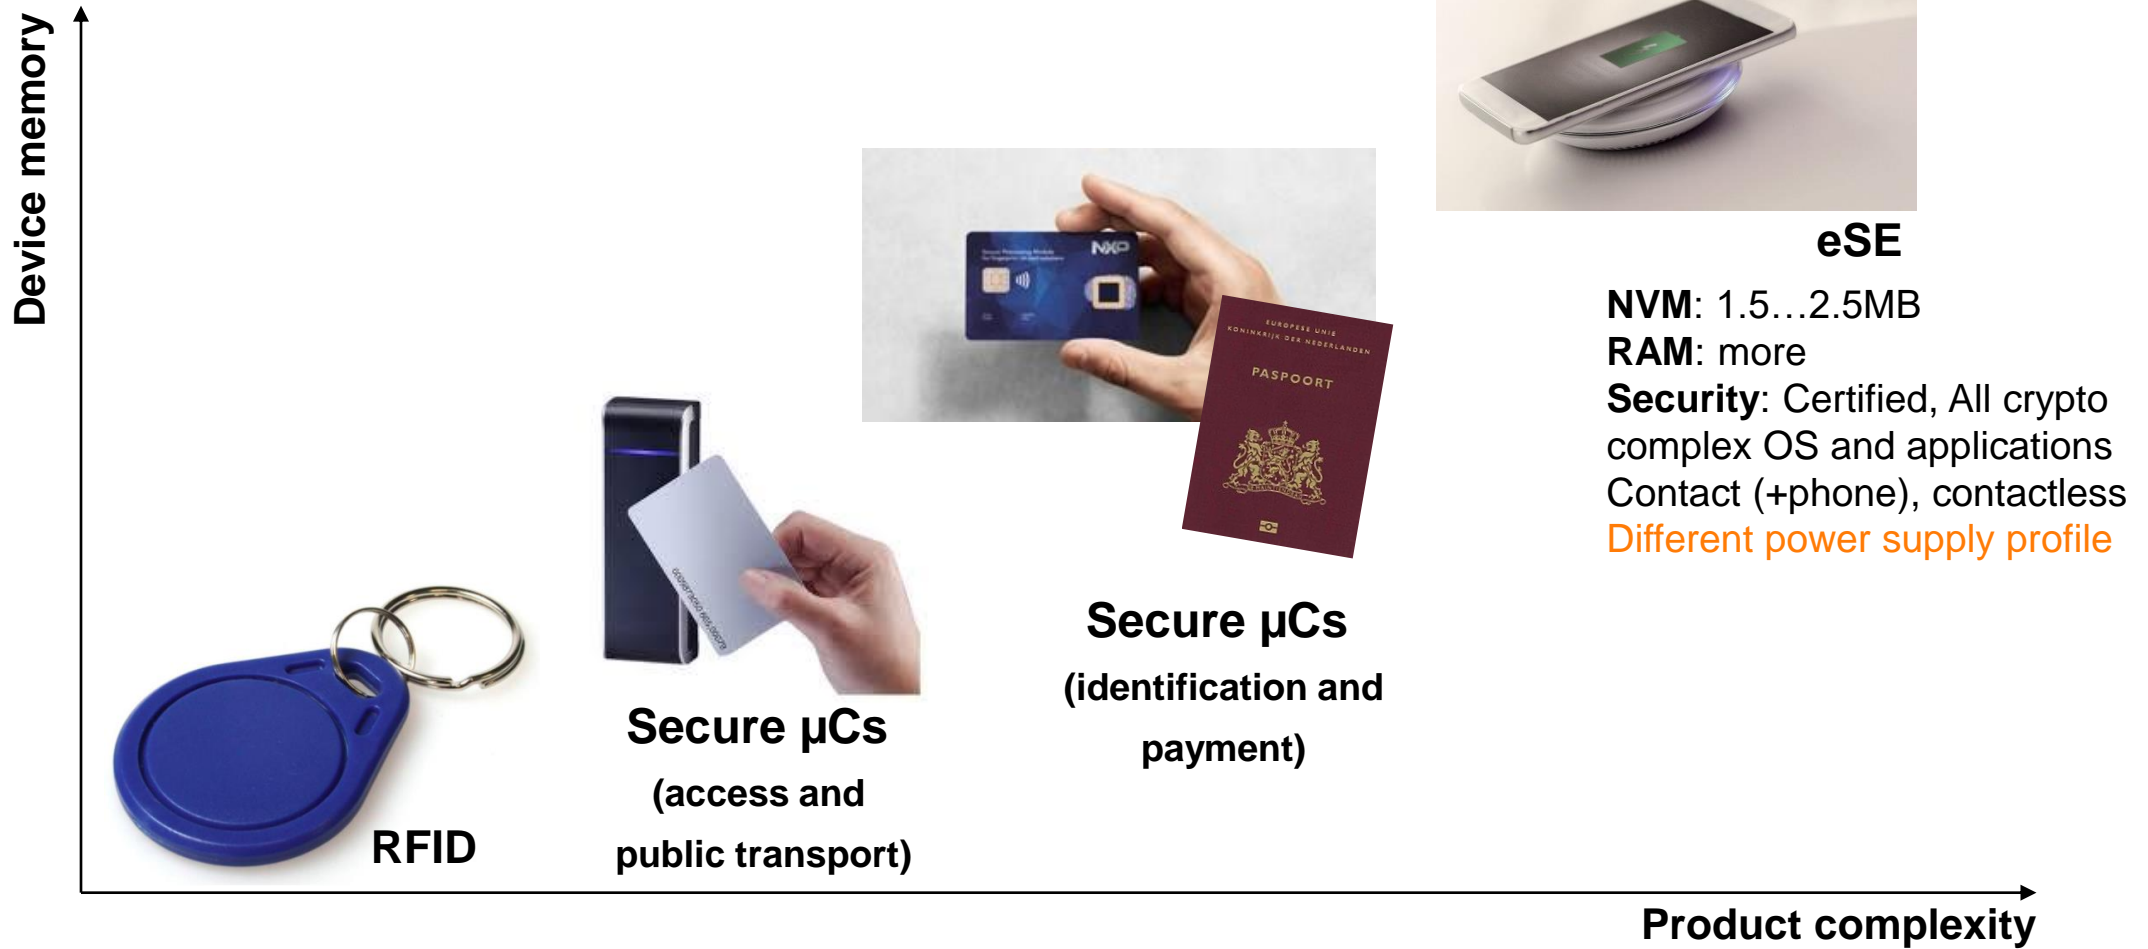 Device memory
eSE
NVM: 1.5…2.5MB
RAM: more
Security: Certified, All crypto
complex OS and applications
Contact (+phone), contactless
Different power supply profile
NXP
EUROPESE UNIE
KONINKRIJK DER NEDERLANDEN
PASPOORT
Secure µCs
(identification and
payment)
Secure µCs
(access and
public transport)
RFID
Product complexity